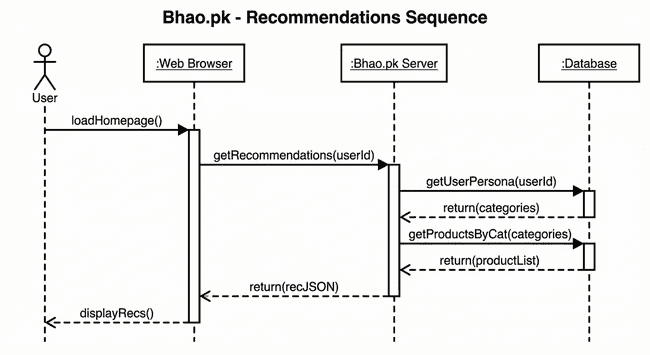 Bhao.pk - Recommendations Sequence
:Web Browser
:Bhao.pk Server
:Database
User
loadHomepage()
getRecommendations(userId)
getUserPersona(userId)
return(categories)
getProductsByCat(categories)
return(productList)
return(recJSON)
displayRecs()